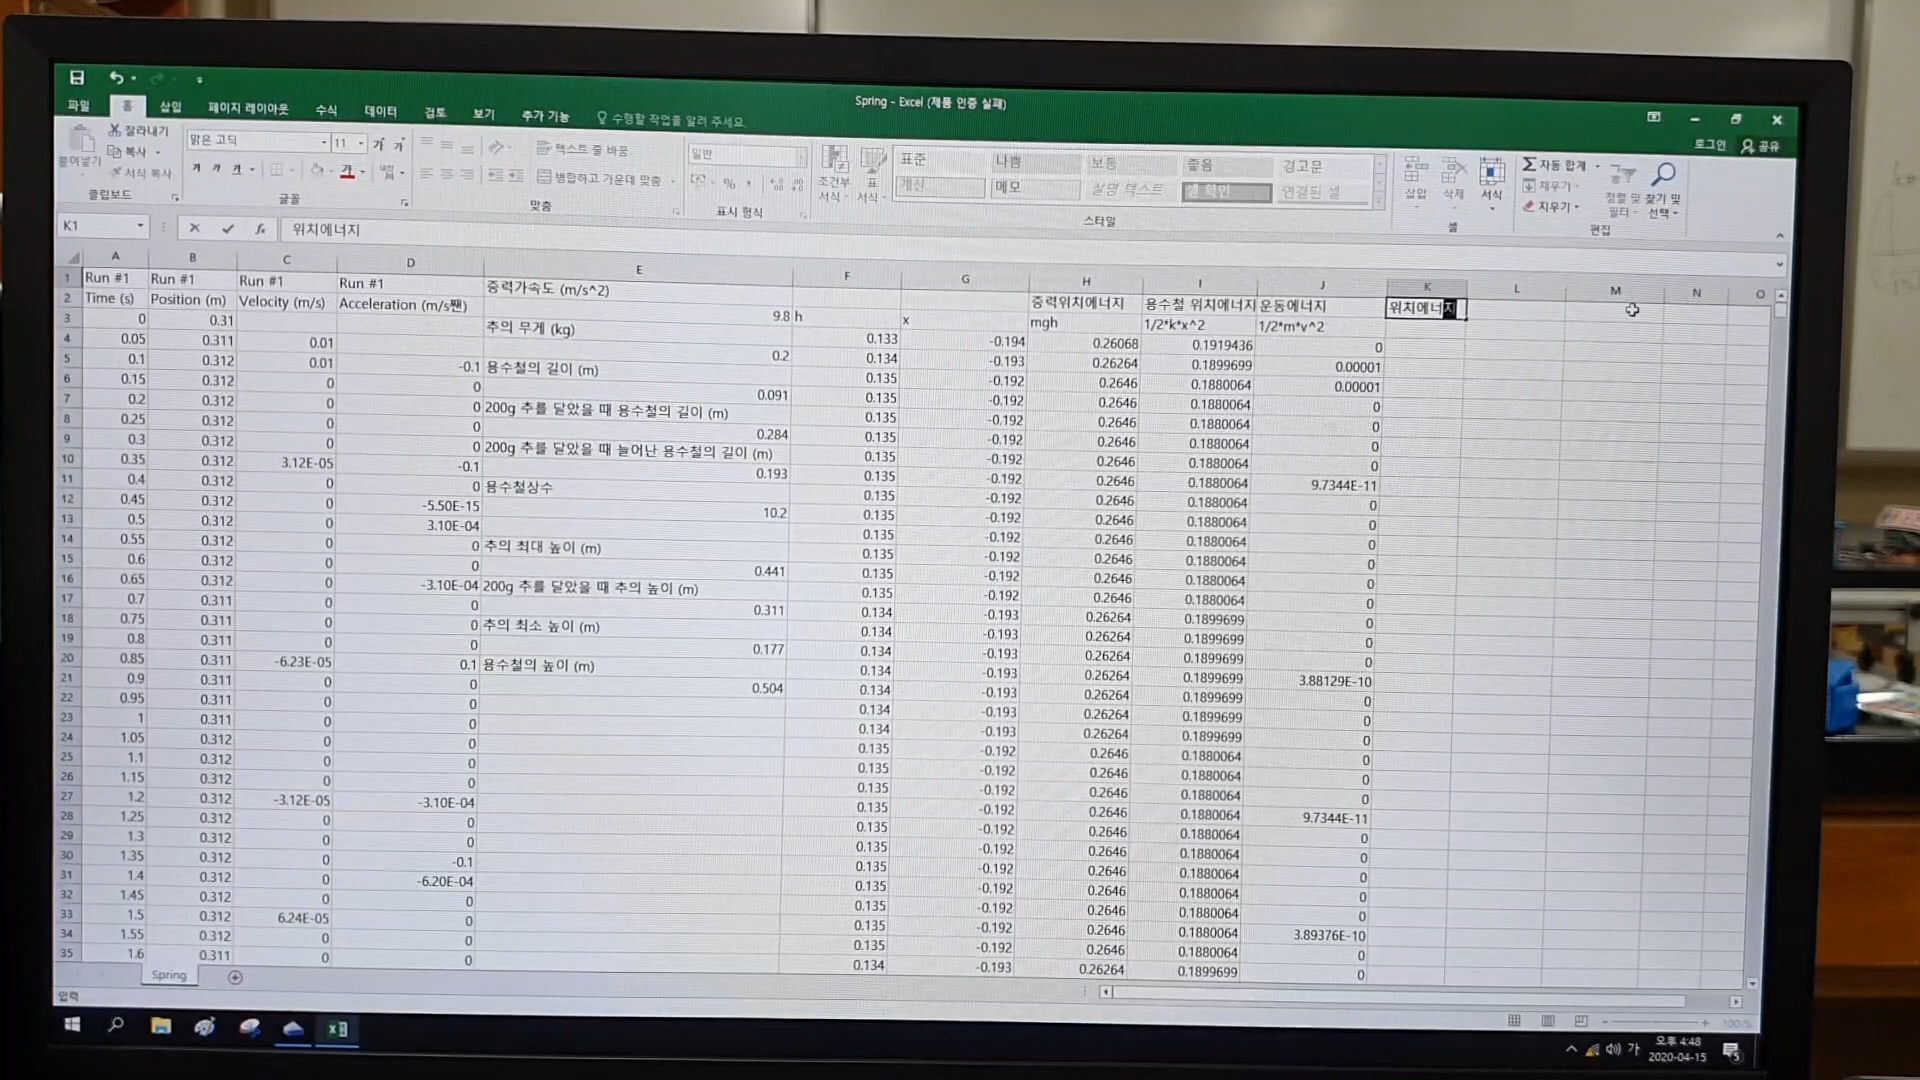 Spring - Excel (제품 인증 실패)
파일 홈 삽입 페이지 레이아웃 수식 데이터 검토 보기 추가 기능 수행할 작업을 알려 주세요.
로그인 공유
붙여넣기 잘라내기 복사 서식 복사
맑은 고딕 11
텍스트 줄 바꿈
병합하고 가운데 맞춤
일반
조건부 서식 표 서식
표준 나쁨 보통 좋음 경고문
계산 메모 설명 텍스트 셀 확인 연결된 셀
삽입 삭제 서식
자동 합계 채우기 지우기
정렬 및 필터 찾기 및 선택
클립보드 글꼴 맞춤 표시 형식 스타일 셀 편집
K1 위치에너지
A B C D E F G H I J K L M N O
1 Run #1 Run #1 Run #1 Run #1 중력가속도 (m/s^2) 중력위치에너지 용수철 위치에너지 운동에너지 위치에너지
2 Time (s) Position (m) Velocity (m/s) Acceleration (m/s쨘) 9.8 h x mgh 1/2*k*x^2 1/2*m*v^2
3 0 0.31 추의 무게 (kg) 0.133 -0.194 0.26068 0.1919436 0
4 0.05 0.311 0.01 0.2 0.134 -0.193 0.26264 0.1899699 0.00001
5 0.1 0.312 0.01 -0.1 용수철의 길이 (m) 0.135 -0.192 0.2646 0.1880064 0.00001
6 0.15 0.312 0 0 0.091 0.135 -0.192 0.2646 0.1880064 0
7 0.2 0.312 0 0 200g 추를 달았을 때 용수철의 길이 (m) 0.135 -0.192 0.2646 0.1880064 0
8 0.25 0.312 0 0 0.284 0.135 -0.192 0.2646 0.1880064 0
9 0.3 0.312 0 0 200g 추를 달았을 때 늘어난 용수철의 길이 (m) 0.135 -0.192 0.2646 0.1880064 0
10 0.35 0.312 3.12E-05 -0.1 0.193 0.135 -0.192 0.2646 0.1880064 9.7344E-11
11 0.4 0.312 0 0 용수철상수 0.135 -0.192 0.2646 0.1880064 0
12 0.45 0.312 0 -5.50E-15 10.2 0.135 -0.192 0.2646 0.1880064 0
13 0.5 0.312 0 3.10E-04 0.135 -0.192 0.2646 0.1880064 0
14 0.55 0.312 0 0 추의 최대 높이 (m) 0.135 -0.192 0.2646 0.1880064 0
15 0.6 0.312 0 0 0.441 0.135 -0.192 0.2646 0.1880064 0
16 0.65 0.312 0 -3.10E-04 200g 추를 달았을 때 추의 높이 (m) 0.135 -0.192 0.2646 0.1880064 0
17 0.7 0.311 0 0 0.311 0.134 -0.193 0.26264 0.1899699 0
18 0.75 0.311 0 0 추의 최소 높이 (m) 0.134 -0.193 0.26264 0.1899699 0
19 0.8 0.311 0 0 0.177 0.134 -0.193 0.26264 0.1899699 0
20 0.85 0.311 -6.23E-05 0.1 용수철의 높이 (m) 0.134 -0.193 0.26264 0.1899699 3.88129E-10
21 0.9 0.311 0 0 0.504 0.134 -0.193 0.26264 0.1899699 0
22 0.95 0.311 0 0 0.134 -0.193 0.26264 0.1899699 0
23 1 0.311 0 0 0.134 -0.193 0.26264 0.1899699 0
24 1.05 0.312 0 0 0.135 -0.192 0.2646 0.1880064 0
25 1.1 0.312 0 0 0.135 -0.192 0.2646 0.1880064 0
26 1.15 0.312 0 0 0.135 -0.192 0.2646 0.1880064 0
27 1.2 0.312 -3.12E-05 -3.10E-04 0.135 -0.192 0.2646 0.1880064 9.7344E-11
28 1.25 0.312 0 0 0.135 -0.192 0.2646 0.1880064 0
29 1.3 0.312 0 0 0.135 -0.192 0.2646 0.1880064 0
30 1.35 0.312 0 -0.1 0.135 -0.192 0.2646 0.1880064 0
31 1.4 0.312 0 -6.20E-04 0.135 -0.192 0.2646 0.1880064 0
32 1.45 0.312 0 0 0.135 -0.192 0.2646 0.1880064 0
33 1.5 0.312 6.24E-05 0 0.135 -0.192 0.2646 0.1880064 3.89376E-10
34 1.55 0.312 0 0 0.135 -0.192 0.2646 0.1880064 0
35 1.6 0.311 0 0 0.134 -0.193 0.26264 0.1899699 0
Spring
입력
100 %
가 오후 4:48
2020-04-15
5